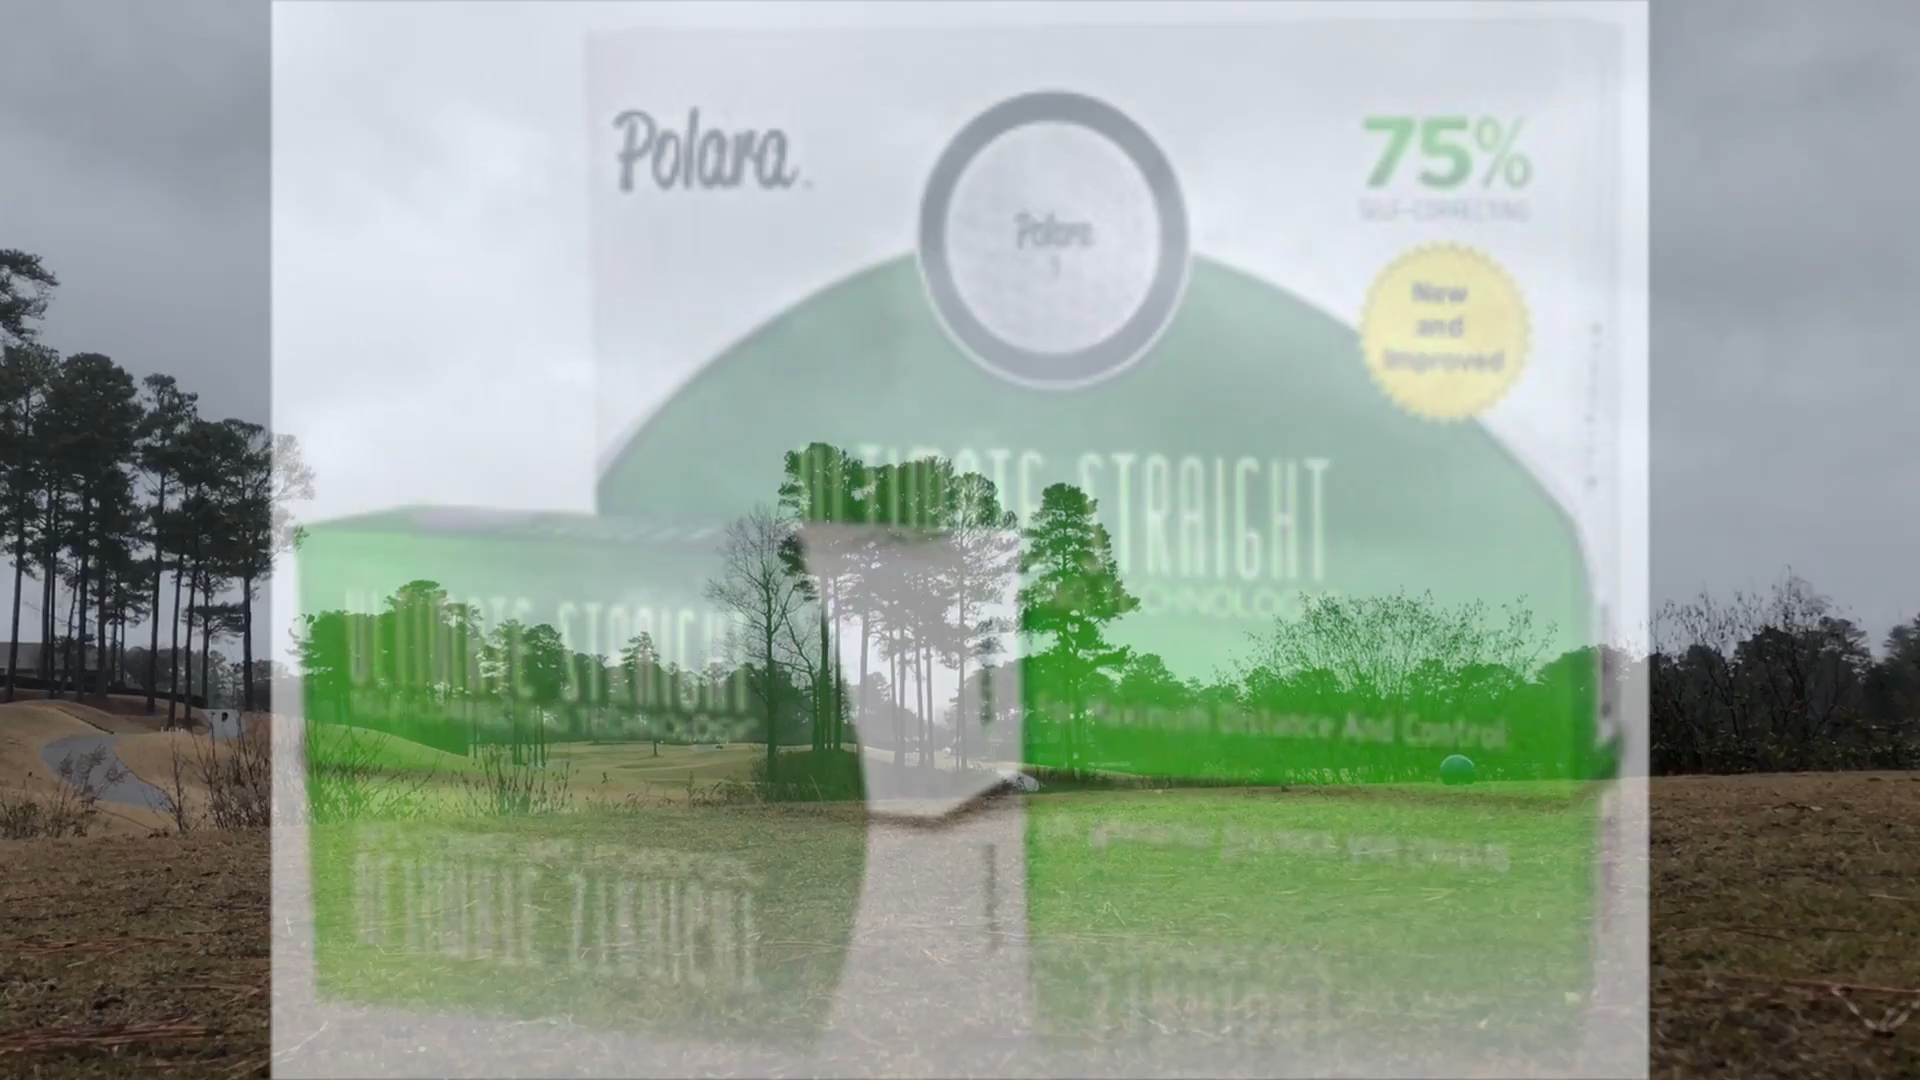 Polara
75%
SELF-CORRECTING
Polara
New
and
Improved
ULTIMATE STRAIGHT
TECHNOLOGY
ULTIMATE STRAIGHT
TECHNOLOGY
Maximum Distance And Control